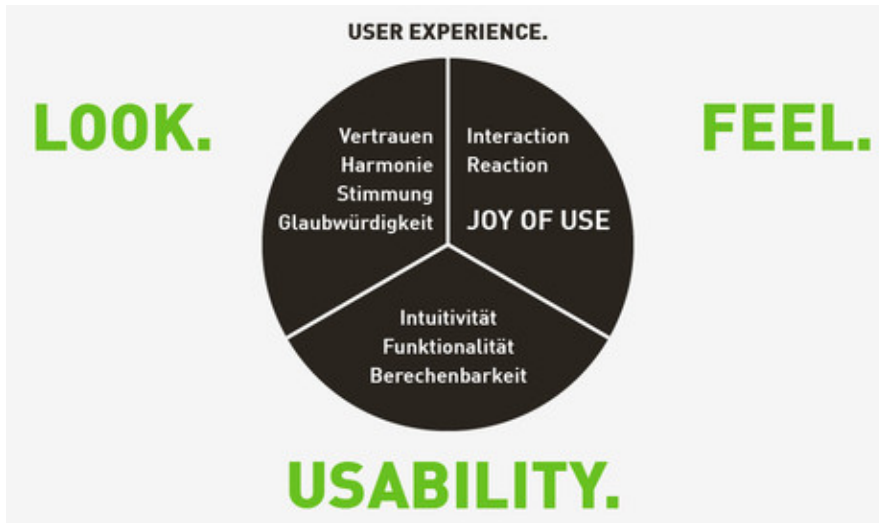 USER EXPERIENCE.
LOOK.
FEEL.
Vertrauen
Harmonie
Stimmung
Glaubwürdigkeit
Interaction
Reaction
JOY OF USE
Intuitivität
Funktionalität
Berechenbarkeit
USABILITY.